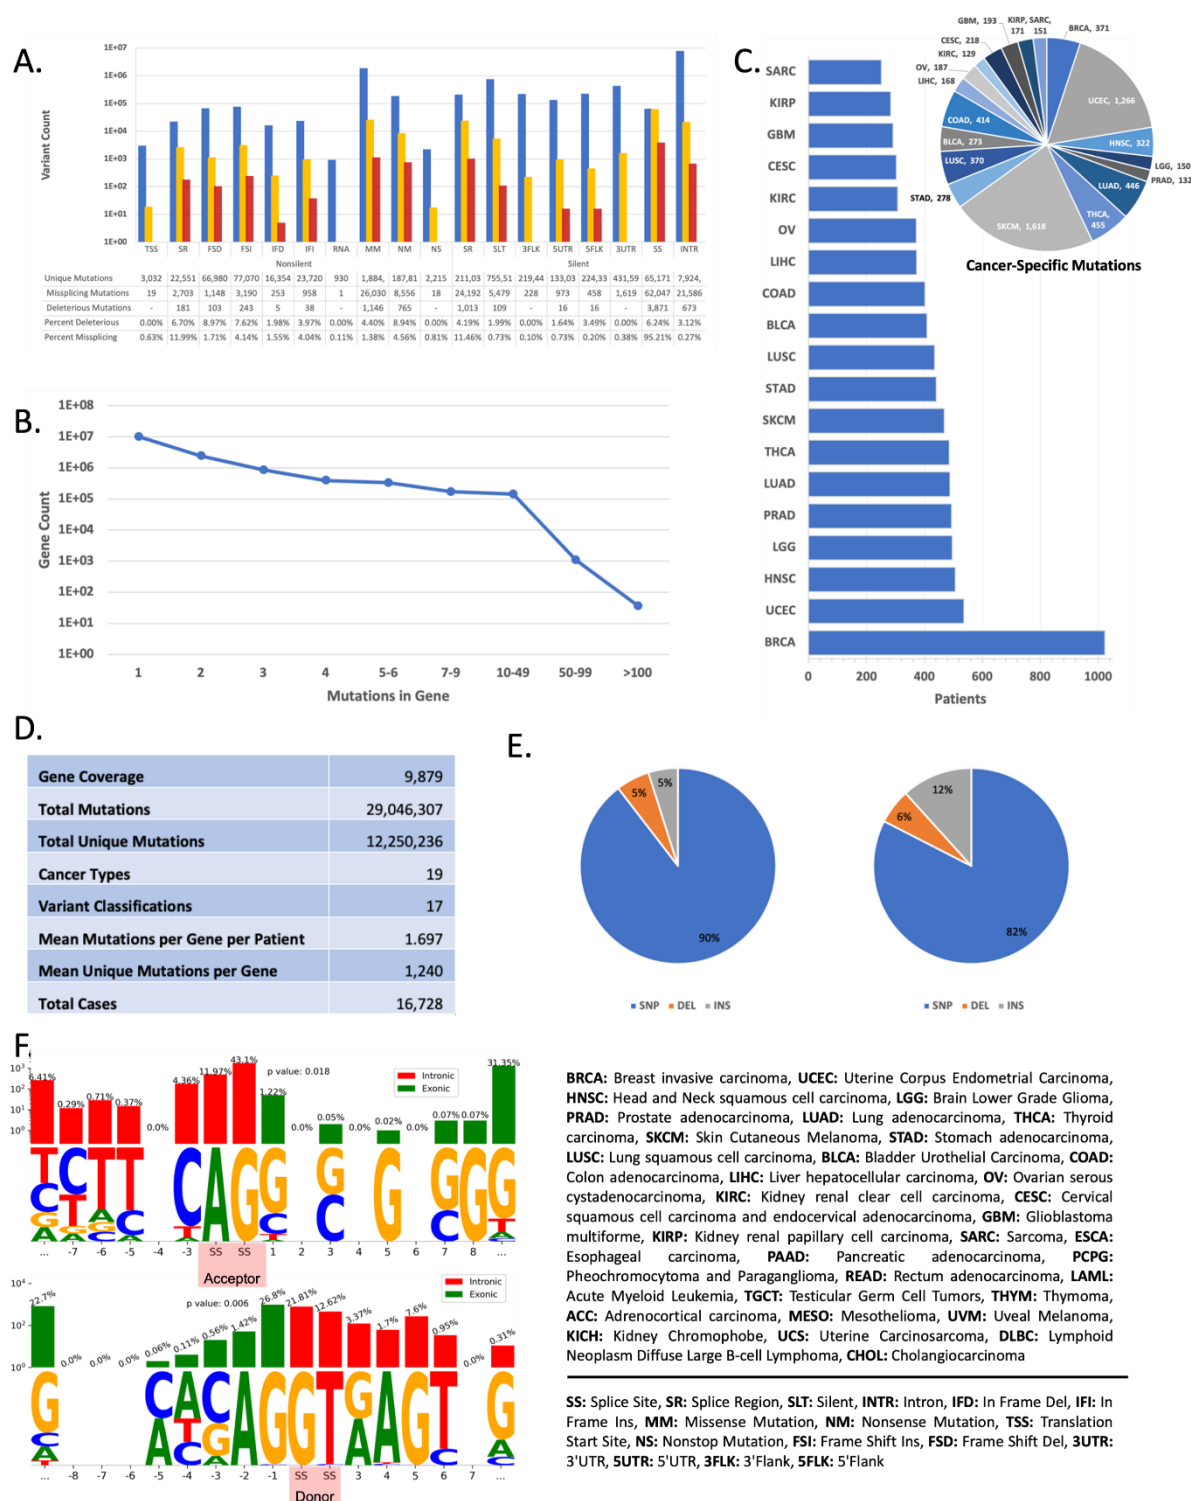 A.
Variant Count
1E+07
1E+06
1E+05
1E+04
1E+03
1E+02
1E+01
1E+00
TSS SR FSD FSI IFD IFI RNA MM NM NS SR SLT 3FLK 5UTR 5FLK 3UTR SS INTR
Nonsilent Silent
Unique Mutations 3,032 22,551 66,980 77,070 16,354 23,720 930 1,884, 187,81 2,215 211,03 755,51 219,44 133,03 224,33 431,59 65,171 7,924,
Missplicing Mutations 19 2,703 1,148 3,190 253 958 1 26,030 8,556 18 24,192 5,479 228 973 458 1,619 62,047 21,586
Deleterious Mutations - 181 103 243 5 38 - 1,146 765 - 1,013 109 - 16 16 - 3,871 673
Percent Deleterious 0.00% 6.70% 8.97% 7.62% 1.98% 3.97% 0.00% 4.40% 8.94% 0.00% 4.19% 1.99% 0.00% 1.64% 3.49% 0.00% 6.24% 3.12%
Percent Missplicing 0.63% 11.99% 1.71% 4.14% 1.55% 4.04% 0.11% 1.38% 4.56% 0.81% 11.46% 0.73% 0.10% 0.73% 0.20% 0.38% 95.21% 0.27%
B.
Gene Count
1E+08
1E+07
1E+06
1E+05
1E+04
1E+03
1E+02
1E+01
1E+00
1 2 3 4 5-6 7-9 10-49 50-99 >100
Mutations in Gene
C.
SARC
KIRP
GBM
CESC
KIRC
OV
LIHC
COAD
BLCA
LUSC
STAD
SKCM
THCA
LUAD
PRAD
LGG
HNSC
UCEC
BRCA
0 200 400 600 800 1000
Patients
BRCA, 371
UCEC, 1,266
HNSC, 322
LGG, 150
PRAD, 132
LUAD, 446
THCA, 455
SKCM, 1,618
STAD, 278
LUSC, 370
BLCA, 273
COAD, 414
LIHC, 168
OV, 187
KIRC, 129
CESC, 218
GBM, 193
KIRP, 171
SARC, 151
Cancer-Specific Mutations
D.
Gene Coverage 9,879
Total Mutations 29,046,307
Total Unique Mutations 12,250,236
Cancer Types 19
Variant Classifications 17
Mean Mutations per Gene per Patient 1.697
Mean Unique Mutations per Gene 1,240
Total Cases 16,728
E.
5% 5%
90%
SNP DEL INS
12%
6%
82%
SNP DEL INS
F.
10³
10²
10¹
10⁰
6.41% 0.29% 0.71% 0.37% 0.0% 4.36% 11.97% 43.1% 1.22% 0.0% 0.05% 0.0% 0.02% 0.0% 0.07% 0.07% 31.35%
p value: 0.018
Intronic
Exonic
... -7 -6 -5 -4 -3 SS SS 1 2 3 4 5 6 7 8 ...
Acceptor
10⁴
10²
10⁰
22.7% 0.0% 0.0% 0.0% 0.06% 0.11% 0.56% 1.42% 26.8% 21.81% 12.62% 3.37% 1.7% 7.6% 0.95% 0.0% 0.31%
p value: 0.006
Intronic
Exonic
... -8 -7 -6 -5 -4 -3 -2 -1 SS SS 3 4 5 6 7 ...
Donor
BRCA: Breast invasive carcinoma, UCEC: Uterine Corpus Endometrial Carcinoma,
HNSC: Head and Neck squamous cell carcinoma, LGG: Brain Lower Grade Glioma,
PRAD: Prostate adenocarcinoma, LUAD: Lung adenocarcinoma, THCA: Thyroid
carcinoma, SKCM: Skin Cutaneous Melanoma, STAD: Stomach adenocarcinoma,
LUSC: Lung squamous cell carcinoma, BLCA: Bladder Urothelial Carcinoma, COAD:
Colon adenocarcinoma, LIHC: Liver hepatocellular carcinoma, OV: Ovarian serous
cystadenocarcinoma, KIRC: Kidney renal clear cell carcinoma, CESC: Cervical
squamous cell carcinoma and endocervical adenocarcinoma, GBM: Glioblastoma
multiforme, KIRP: Kidney renal papillary cell carcinoma, SARC: Sarcoma, ESCA:
Esophageal carcinoma, PAAD: Pancreatic adenocarcinoma, PCPG:
Pheochromocytoma and Paraganglioma, READ: Rectum adenocarcinoma, LAML:
Acute Myeloid Leukemia, TGCT: Testicular Germ Cell Tumors, THYM: Thymoma,
ACC: Adrenocortical carcinoma, MESO: Mesothelioma, UVM: Uveal Melanoma,
KICH: Kidney Chromophobe, UCS: Uterine Carcinosarcoma, DLBC: Lymphoid
Neoplasm Diffuse Large B-cell Lymphoma, CHOL: Cholangiocarcinoma
SS: Splice Site, SR: Splice Region, SLT: Silent, INTR: Intron, IFD: In Frame Del, IFI: In
Frame Ins, MM: Missense Mutation, NM: Nonsense Mutation, TSS: Translation
Start Site, NS: Nonstop Mutation, FSI: Frame Shift Ins, FSD: Frame Shift Del, 3UTR:
3'UTR, 5UTR: 5'UTR, 3FLK: 3'Flank, 5FLK: 5'Flank